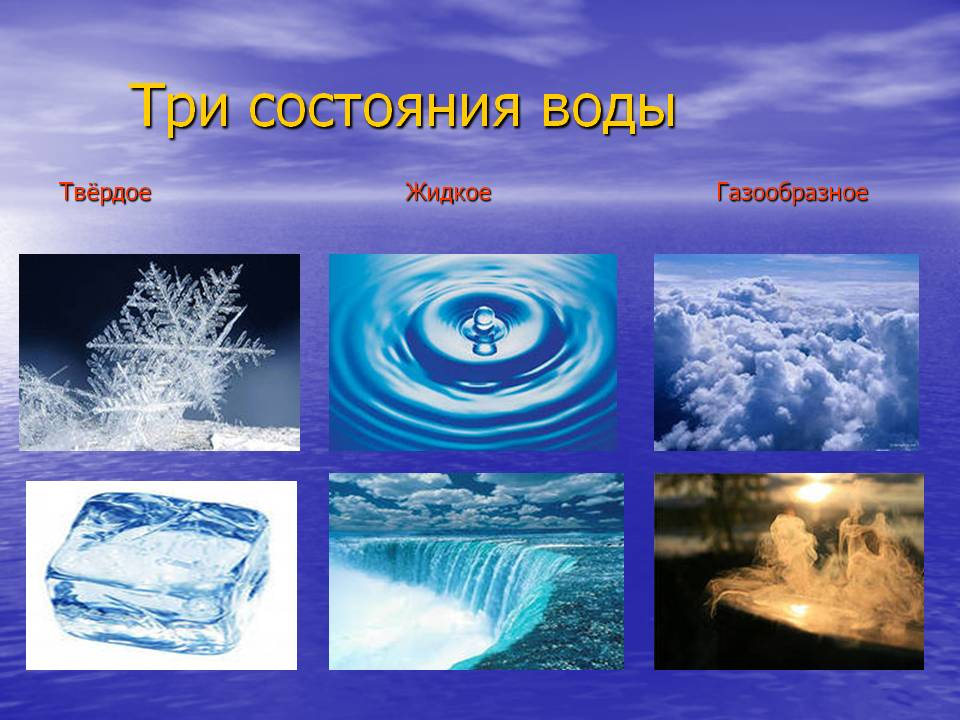 Три состояния воды
Твёрдое Жидкое Газообразное